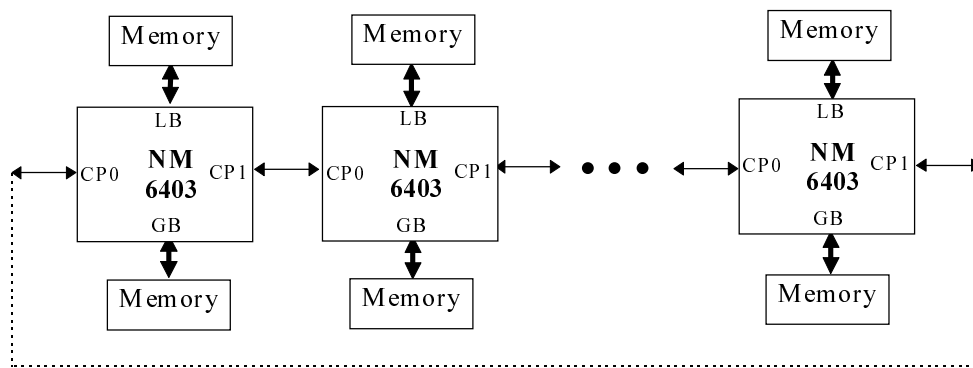 Memory
Memory
Memory
LB
NM
6403
CP0
CP1
GB
LB
NM
6403
CP0
CP1
GB
LB
NM
6403
CP0
CP1
GB
Memory
Memory
Memory